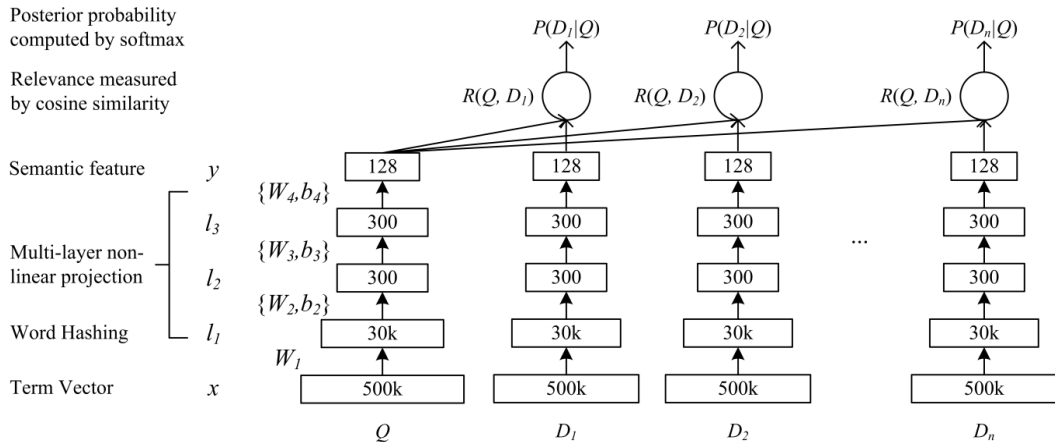 Posterior probability
computed by softmax
P(D1|Q) P(D2|Q) P(Dn|Q)
Relevance measured
by cosine similarity
R(Q, D1) R(Q, D2) R(Q, Dn)
Semantic feature y 128 128 128 128
{W4,b4}
l3 300 300 300 300
Multi-layer non-
linear projection
{W3,b3}
...
l2 300 300 300 300
{W2,b2}
Word Hashing l1 30k 30k 30k 30k
W1
Term Vector x 500k 500k 500k 500k
Q D1 D2 Dn